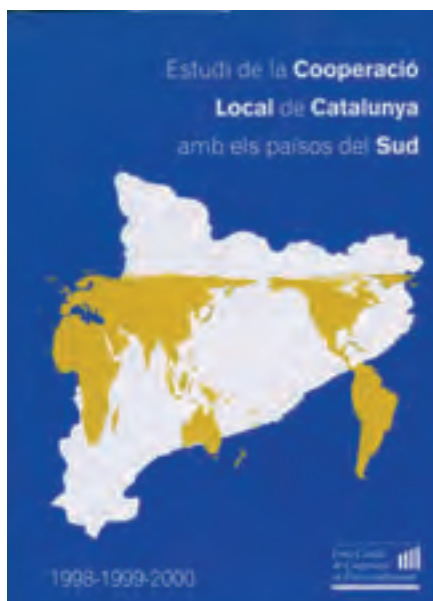 Estudi de la Cooperació
Local de Catalunya
amb els països del Sud
1998-1999-2000